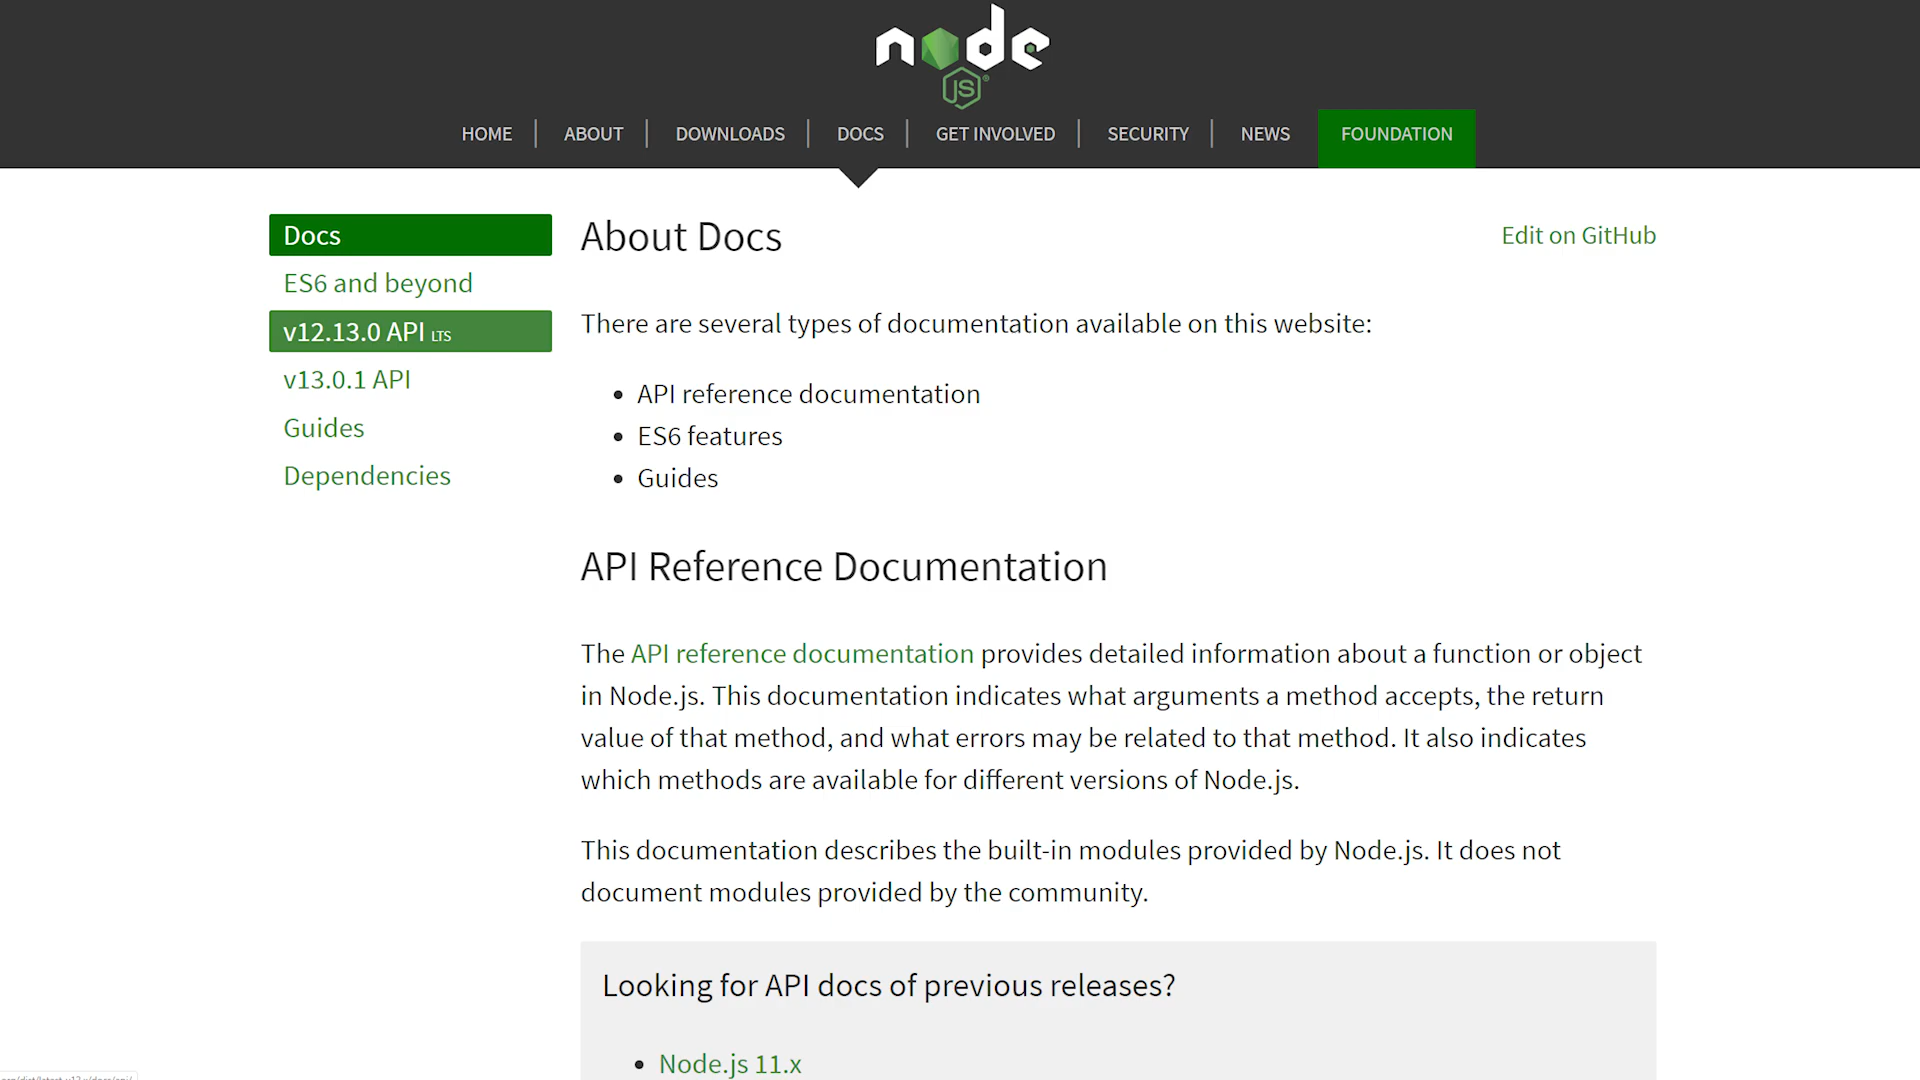 node
JS
HOME
ABOUT
DOWNLOADS
DOCS
GET INVOLVED
SECURITY
NEWS
FOUNDATION
Docs
ES6 and beyond
v12.13.0 API LTS
v13.0.1 API
Guides
Dependencies
About Docs
Edit on GitHub
There are several types of documentation available on this website:
• API reference documentation
• ES6 features
• Guides
API Reference Documentation
The API reference documentation provides detailed information about a function or object
in Node.js. This documentation indicates what arguments a method accepts, the return
value of that method, and what errors may be related to that method. It also indicates
which methods are available for different versions of Node.js.
This documentation describes the built-in modules provided by Node.js. It does not
document modules provided by the community.
Looking for API docs of previous releases?
• Node.js 11.x